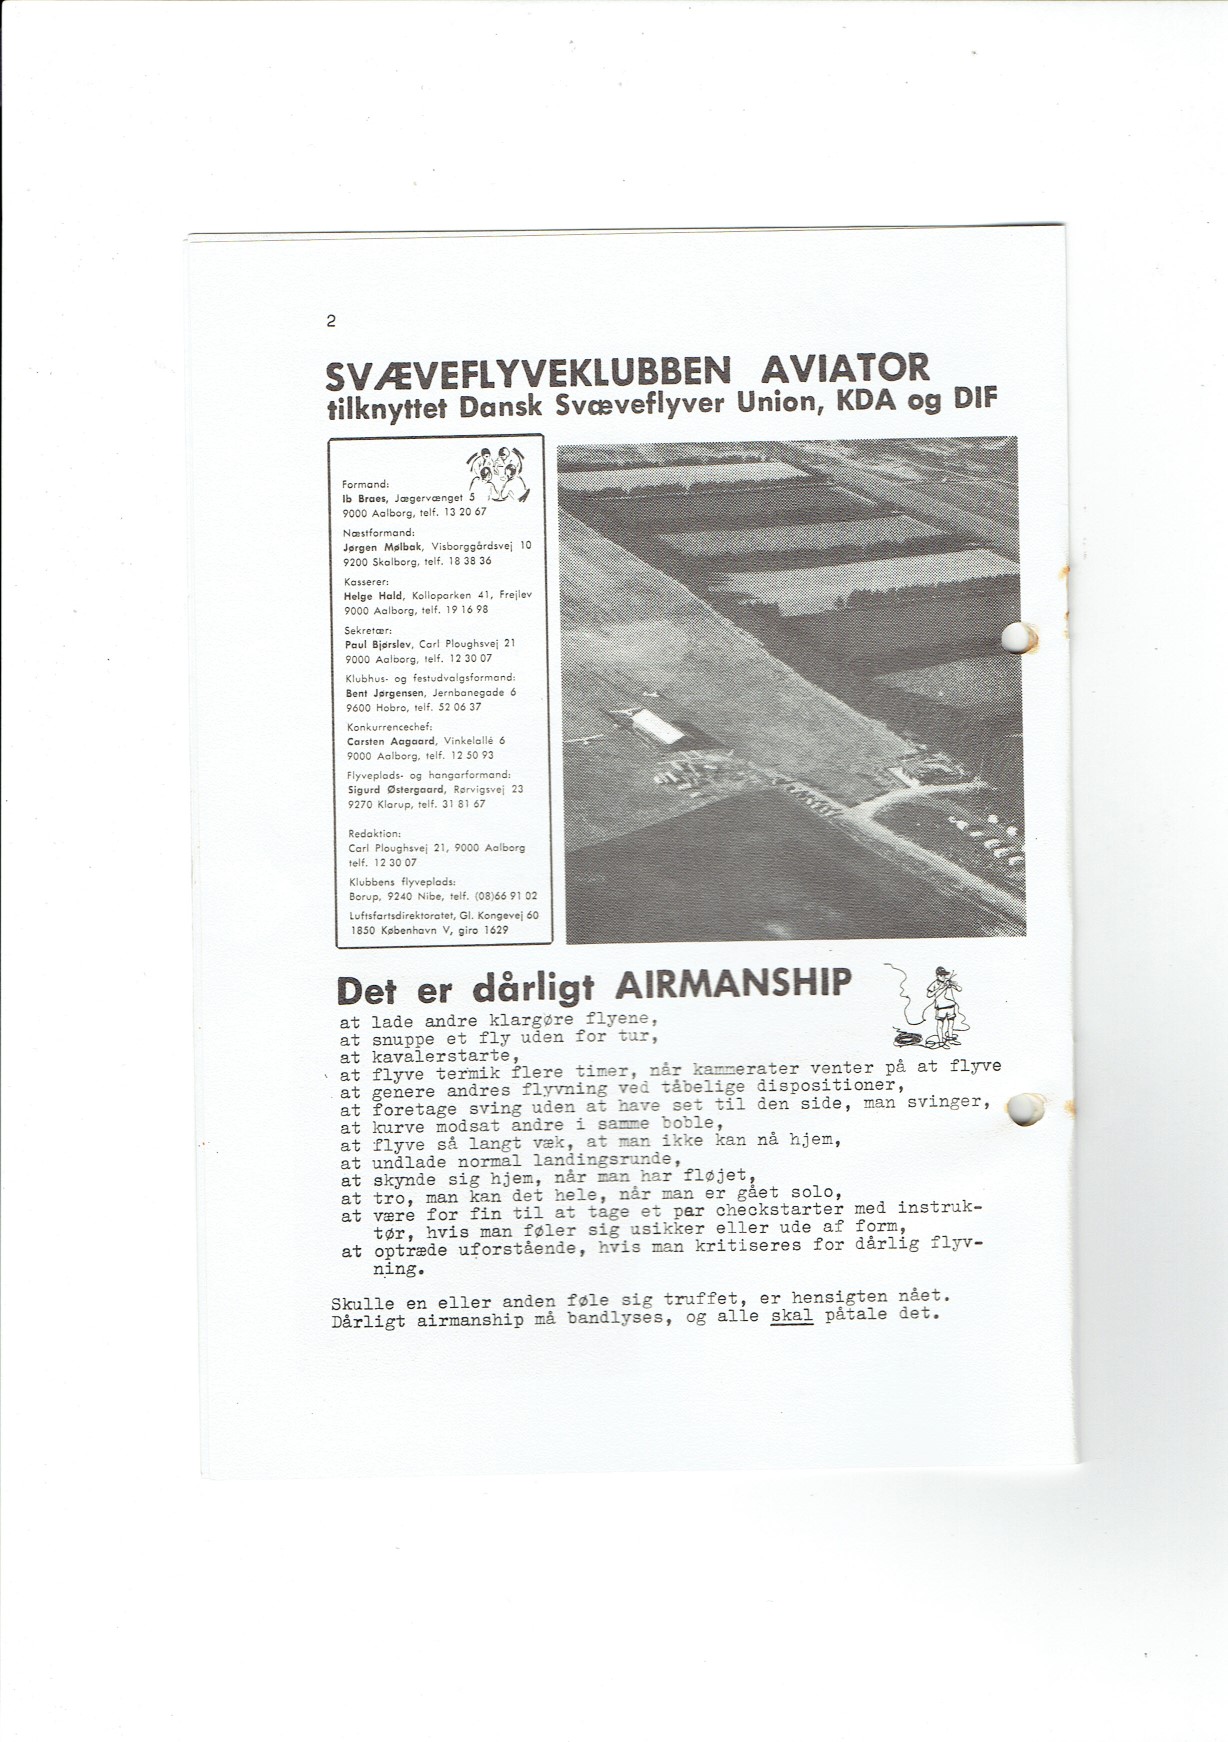 2
SVÆVEFLYVEKLUBBEN AVIATOR
tilknyttet Dansk Svæveflyver Union, KDA og DIF
Formand:
Ib Braes, Jægervænget 5
9000 Aalborg, telf. 13 20 67
Næstformand:
Jørgen Mølbak, Visborggårdsvej 10
9200 Skalborg, telf. 18 38 36
Kasserer:
Helge Hald, Kolloparken 41, Frejlev
9000 Aalborg, telf. 19 16 98
Sekretær:
Paul Bjørslev, Carl Ploughsvej 21
9000 Aalborg, telf. 12 30 07
Klubhus- og festudvalgsformand:
Bent Jørgensen, Jernbanegade 6
9600 Hobro, telf. 52 06 37
Konkurrencechef:
Carsten Aagaard, Vinkelallé 6
9000 Aalborg, telf. 12 50 93
Flyveplads- og hangarformand:
Sigurd Østergaard, Rørvigsvej 23
9270 Klarup, telf. 31 81 67
Redaktion:
Carl Ploughsvej 21, 9000 Aalborg
telf. 12 30 07
Klubbens flyveplads:
Borup, 9240 Nibe, telf. (08)66 91 02
Luftsfartsdirektoratet, Gl. Kongevej 60
1850 København V, giro 1629
Det er dårligt AIRMANSHIP
at lade andre klargøre flyene,
at snuppe et fly uden for tur,
at kavalerstarte,
at flyve termik flere timer, når kammerater venter på at flyve
at genere andres flyvning ved tåbelige dispositioner,
at foretage sving uden at have set til den side, man svinger,
at kurve modsat andre i samme boble,
at flyve så langt væk, at man ikke kan nå hjem,
at undlade normal landingsrunde,
at skynde sig hjem, når man har fløjet,
at tro, man kan det hele, når man er gået solo,
at være for fin til at tage et par checkstarter med instruk-
tør, hvis man føler sig usikker eller ude af form,
at optræde uforstående, hvis man kritiseres for dårlig flyv-
ning.
Skulle en eller anden føle sig truffet, er hensigten nået.
Dårligt airmanship må bandlyses, og alle skal påtale det.